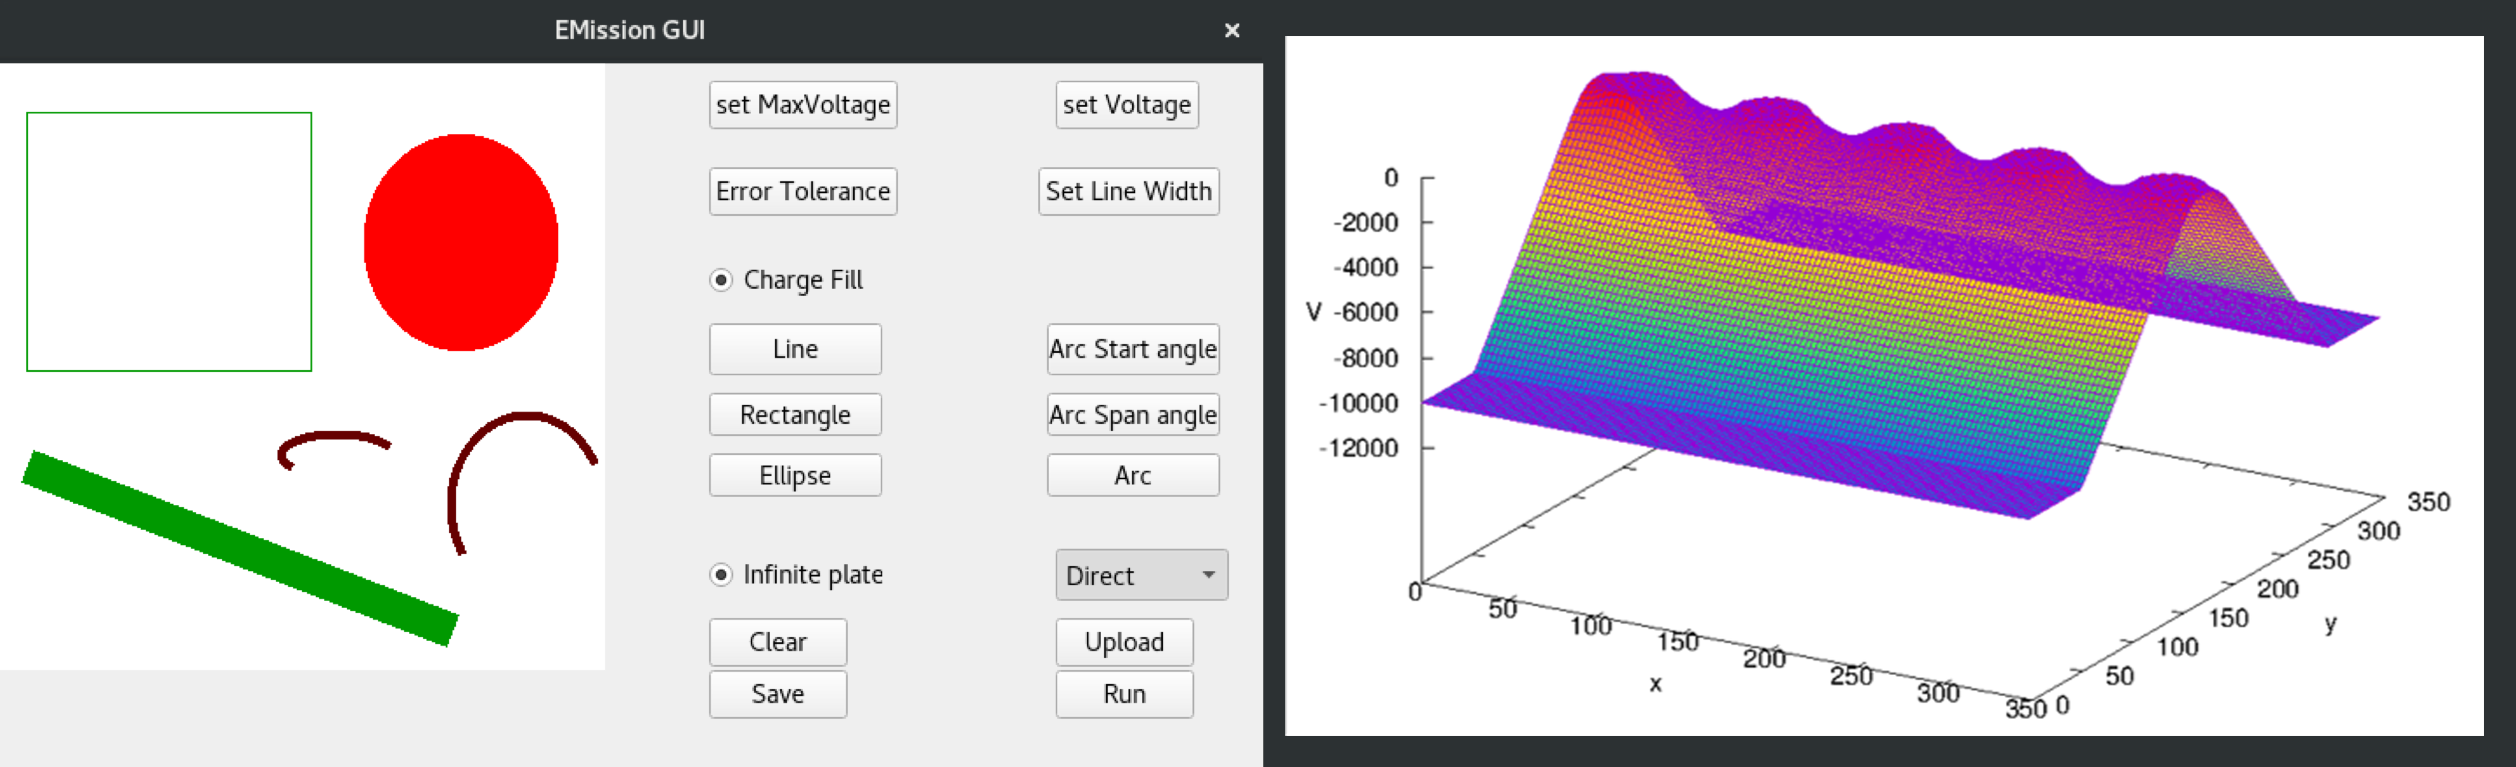 EMission GUI ×
set MaxVoltage
set Voltage
Error Tolerance
Set Line Width
Charge Fill
Line
Arc Start angle
Rectangle
Arc Span angle
Ellipse
Arc
Infinite plate
Direct
Clear
Upload
Save
Run
0
-2000
-4000
V -6000
-8000
-10000
-12000
0
50
100
150
200
250
300
350
x
0
50
100
150
200
250
300
350
y